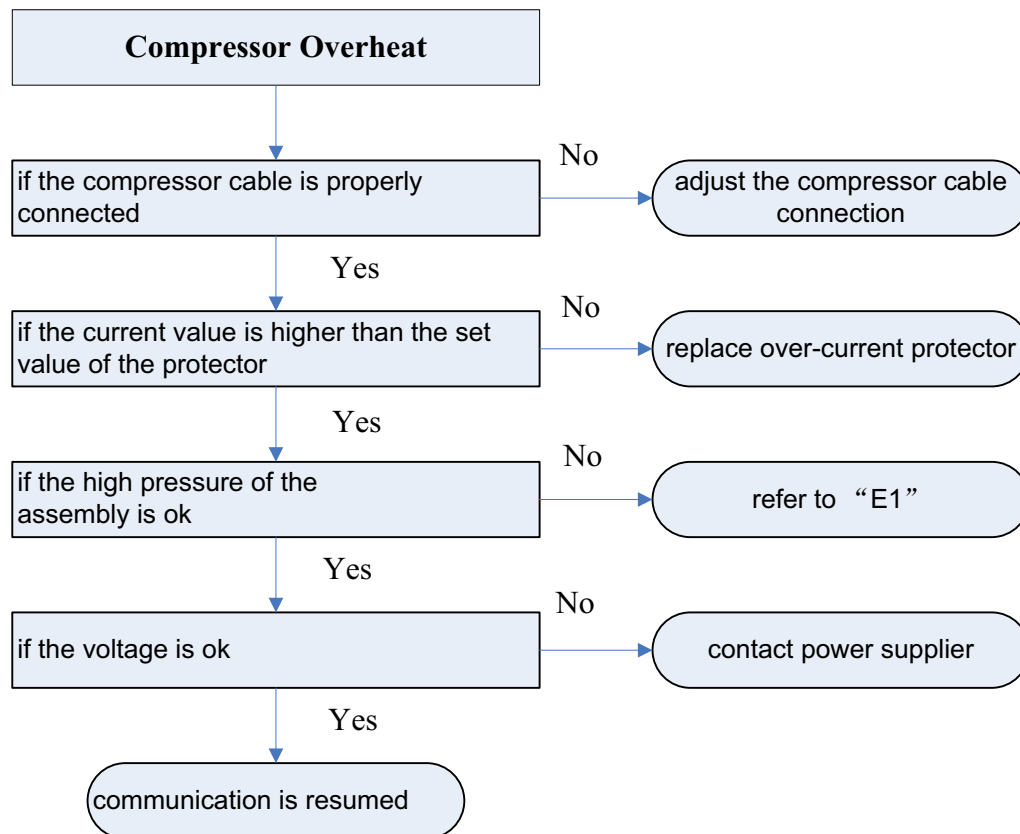 Compressor Overheat
No
if the compressor cable is properly
connected
adjust the compressor cable
connection
Yes
No
if the current value is higher than the set
value of the protector
replace over-current protector
Yes
No
if the high pressure of the
assembly is ok
refer to “E1”
Yes
No
if the voltage is ok
contact power supplier
Yes
communication is resumed